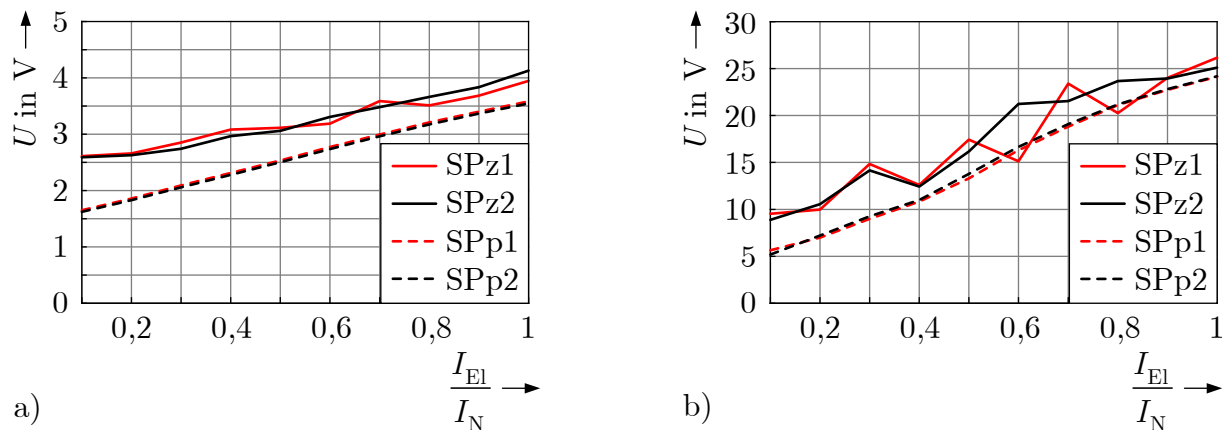 U in V
5
4
3
2
1
0
0,2 0,4 0,6 0,8 1
SPz1
SPz2
SPp1
SPp2
I_El
I_N
a)
U in V
30
25
20
15
10
5
0
0,2 0,4 0,6 0,8 1
SPz1
SPz2
SPp1
SPp2
I_El
I_N
b)